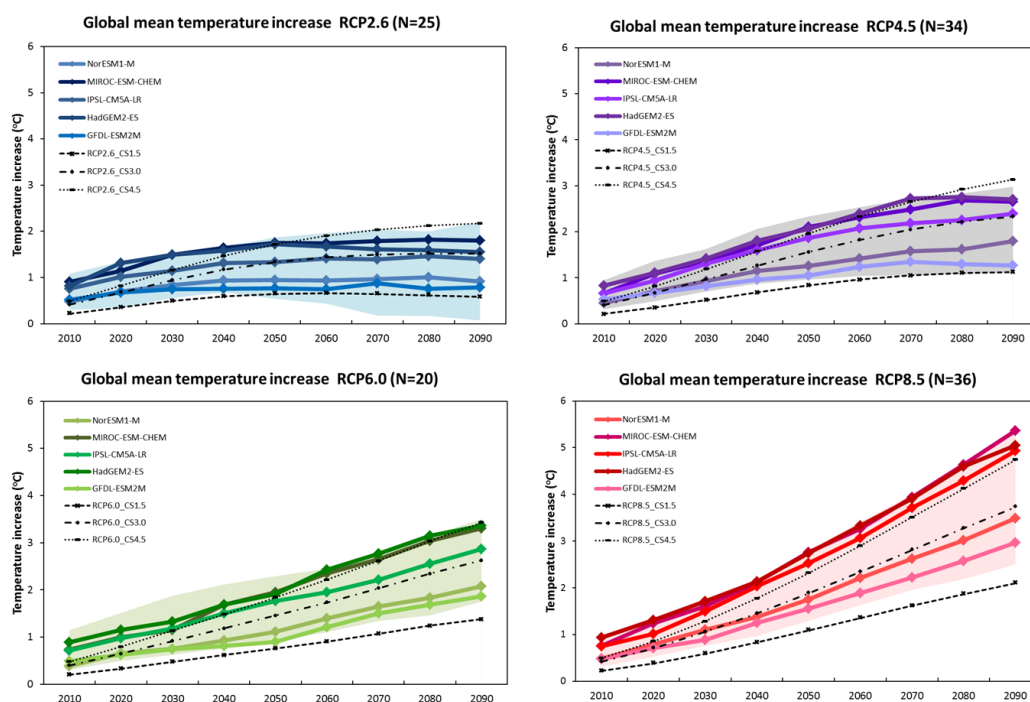 Global mean temperature increase RCP2.6 (N=25)
Temperature increase (°C)
6
5
4
3
2
1
0
NorESM1-M
MIROC-ESM-CHEM
IPSL-CM5A-LR
HadGEM2-ES
GFDL-ESM2M
RCP2.6_CS1.5
RCP2.6_CS3.0
RCP2.6_CS4.5
2010 2020 2030 2040 2050 2060 2070 2080 2090
Global mean temperature increase RCP4.5 (N=34)
Temperature increase (°C)
6
5
4
3
2
1
0
NorESM1-M
MIROC-ESM-CHEM
IPSL-CM5A-LR
HadGEM2-ES
GFDL-ESM2M
RCP4.5_CS1.5
RCP4.5_CS3.0
RCP4.5_CS4.5
2010 2020 2030 2040 2050 2060 2070 2080 2090
Global mean temperature increase RCP6.0 (N=20)
Temperature increase (°C)
6
5
4
3
2
1
0
NorESM1-M
MIROC-ESM-CHEM
IPSL-CM5A-LR
HadGEM2-ES
GFDL-ESM2M
RCP6.0_CS1.5
RCP6.0_CS3.0
RCP6.0_CS4.5
2010 2020 2030 2040 2050 2060 2070 2080 2090
Global mean temperature increase RCP8.5 (N=36)
Temperature increase (°C)
6
5
4
3
2
1
0
NorESM1-M
MIROC-ESM-CHEM
IPSL-CM5A-LR
HadGEM2-ES
GFDL-ESM2M
RCP8.5_CS1.5
RCP8.5_CS3.0
RCP8.5_CS4.5
2010 2020 2030 2040 2050 2060 2070 2080 2090